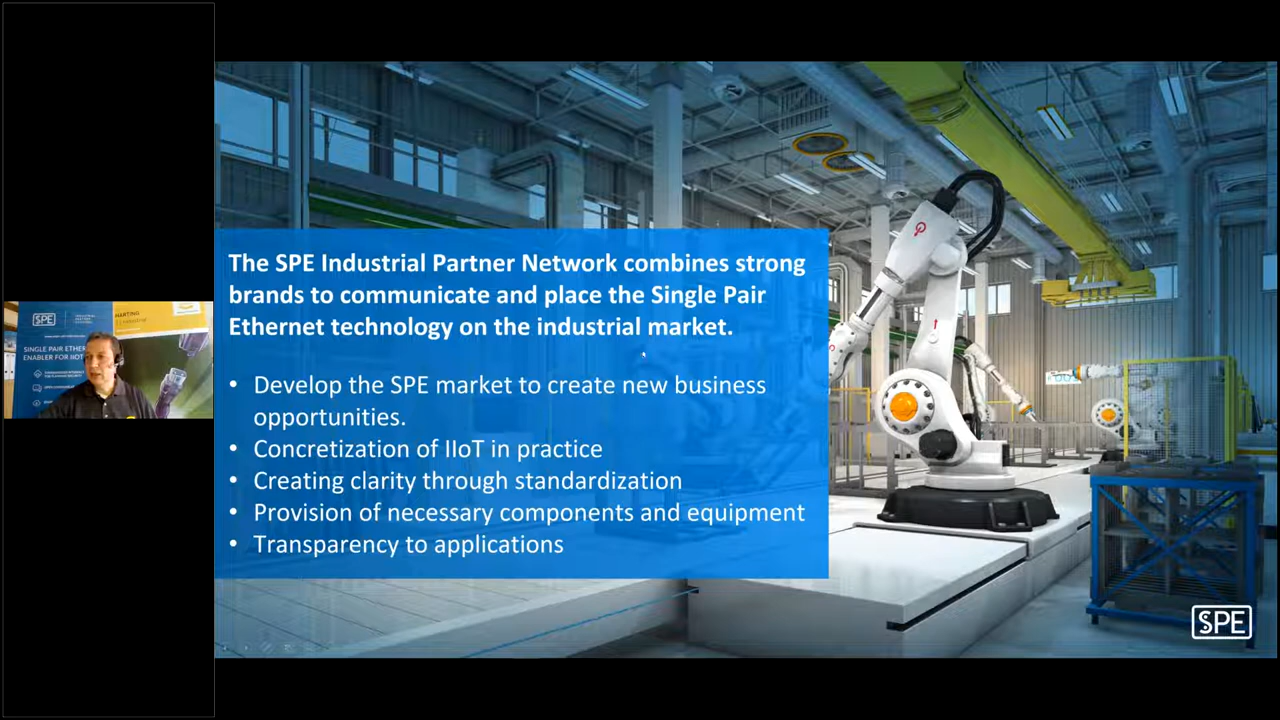 The SPE Industrial Partner Network combines strong
brands to communicate and place the Single Pair
Ethernet technology on the industrial market.
• Develop the SPE market to create new business
opportunities.
• Concretization of IIoT in practice
• Creating clarity through standardization
• Provision of necessary components and equipment
• Transparency to applications
SPE
SPE
HARTING
SINGLE PAIR ETHER
ENABLER FOR IIOT